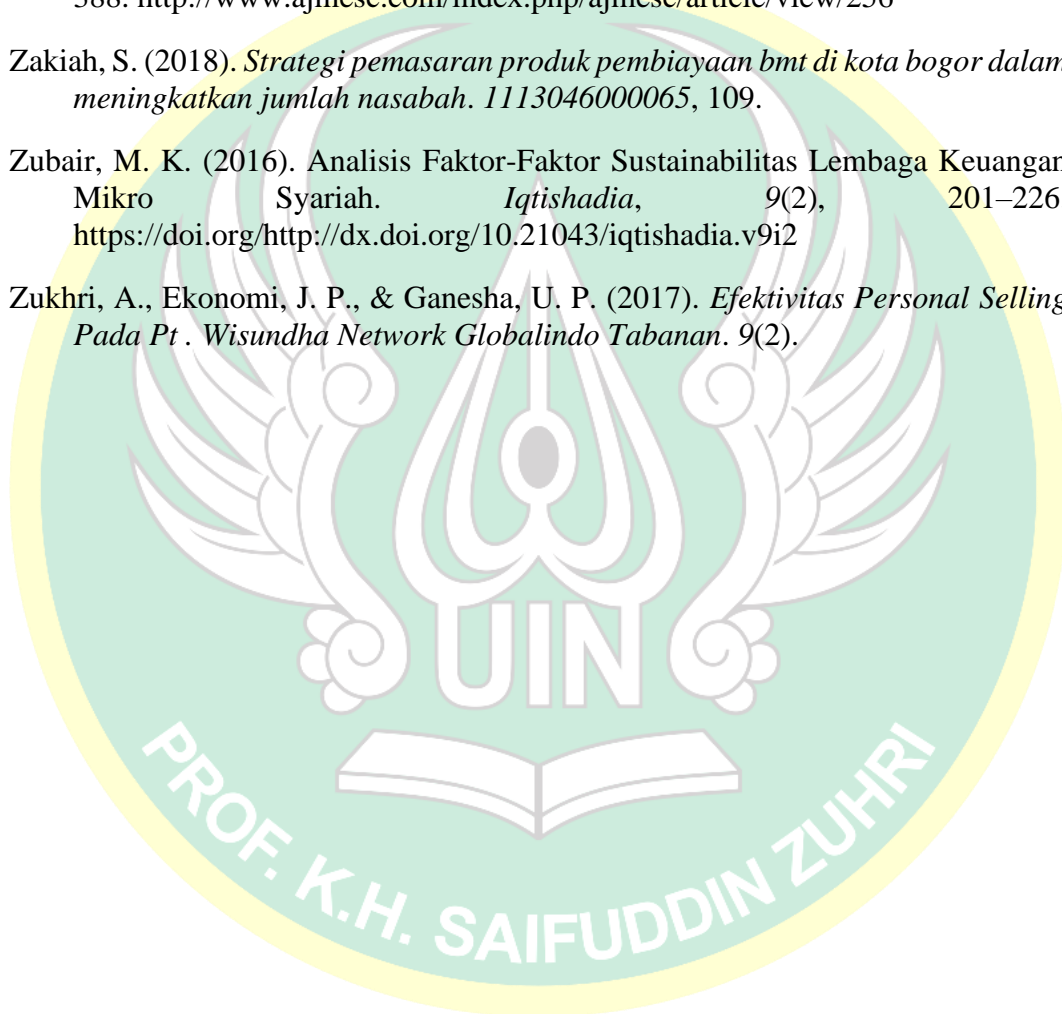 388. http://www.ajmcsc.com/index.php/ajmcsc/article/view/256
Zakiah, S. (2018). Strategi pemasaran produk pembiayaan bmt di kota bogor dalam
meningkatkan jumlah nasabah. 1113046000065, 109.
Zubair, M. K. (2016). Analisis Faktor-Faktor Sustainabilitas Lembaga Keuangan
Mikro Syariah. Iqtishadia, 9(2), 201–226
https://doi.org/http://dx.doi.org/10.21043/iqtishadia.v9i2
Zukhri, A., Ekonomi, J. P., & Ganesha, U. P. (2017). Efektivitas Personal Selling
Pada Pt . Wisundha Network Globalindo Tabanan. 9(2).
UIN
PROF. K.H. SAIFUDDIN ZUHRI